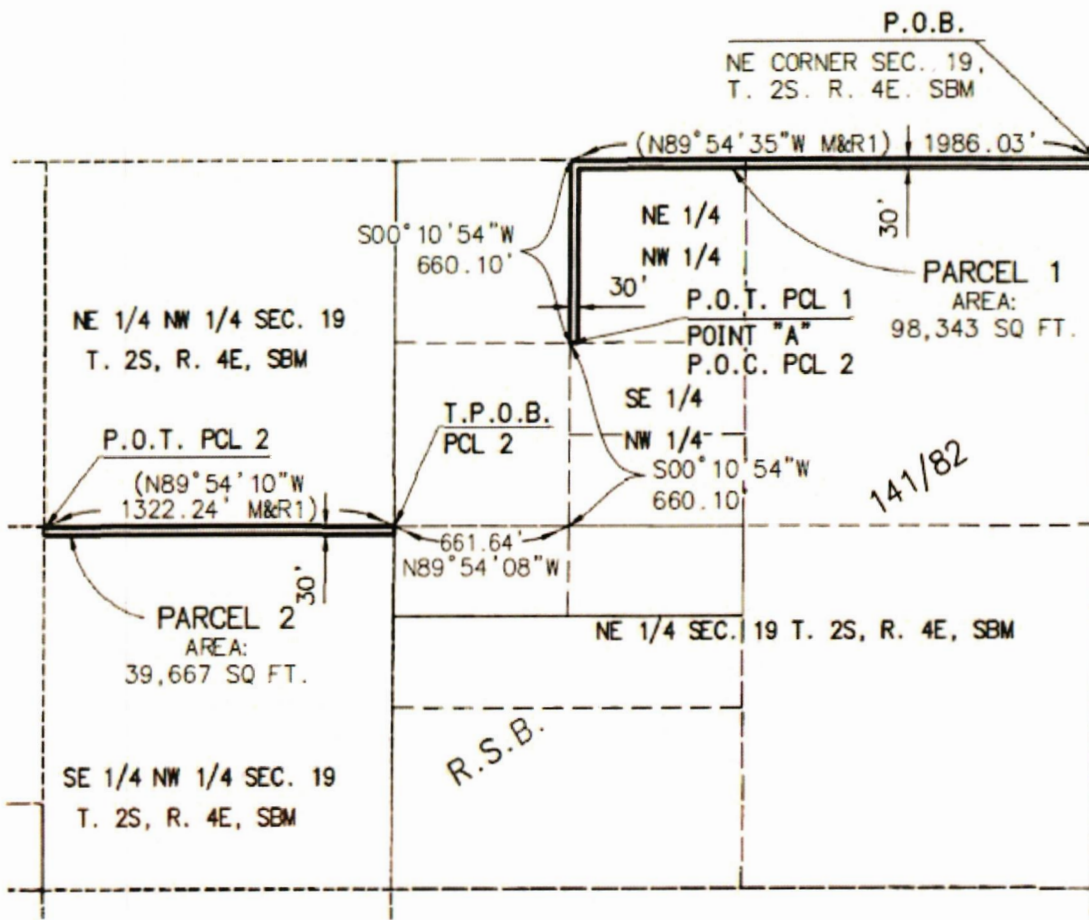 P.O.B.
NE CORNER SEC. 19,
T. 2S. R. 4E. SBM
(N89°54'35"W M&R1) 1986.03'
S00°10'54"W
660.10'
NE 1/4
NW 1/4
30'
30'
PARCEL 1
AREA:
98,343 SQ FT.
P.O.T. PCL 1
POINT "A"
P.O.C. PCL 2
NE 1/4 NW 1/4 SEC. 19
T. 2S, R. 4E, SBM
SE 1/4
NW 1/4
T.P.O.B.
PCL 2
P.O.T. PCL 2
(N89°54'10"W
1322.24' M&R1)
S00°10'54"W
660.10'
141/82
661.64'
N89°54'08"W
30'
PARCEL 2
AREA:
39,667 SQ FT.
NE 1/4 SEC. 19 T. 2S, R. 4E, SBM
R.S.B.
SE 1/4 NW 1/4 SEC. 19
T. 2S, R. 4E, SBM